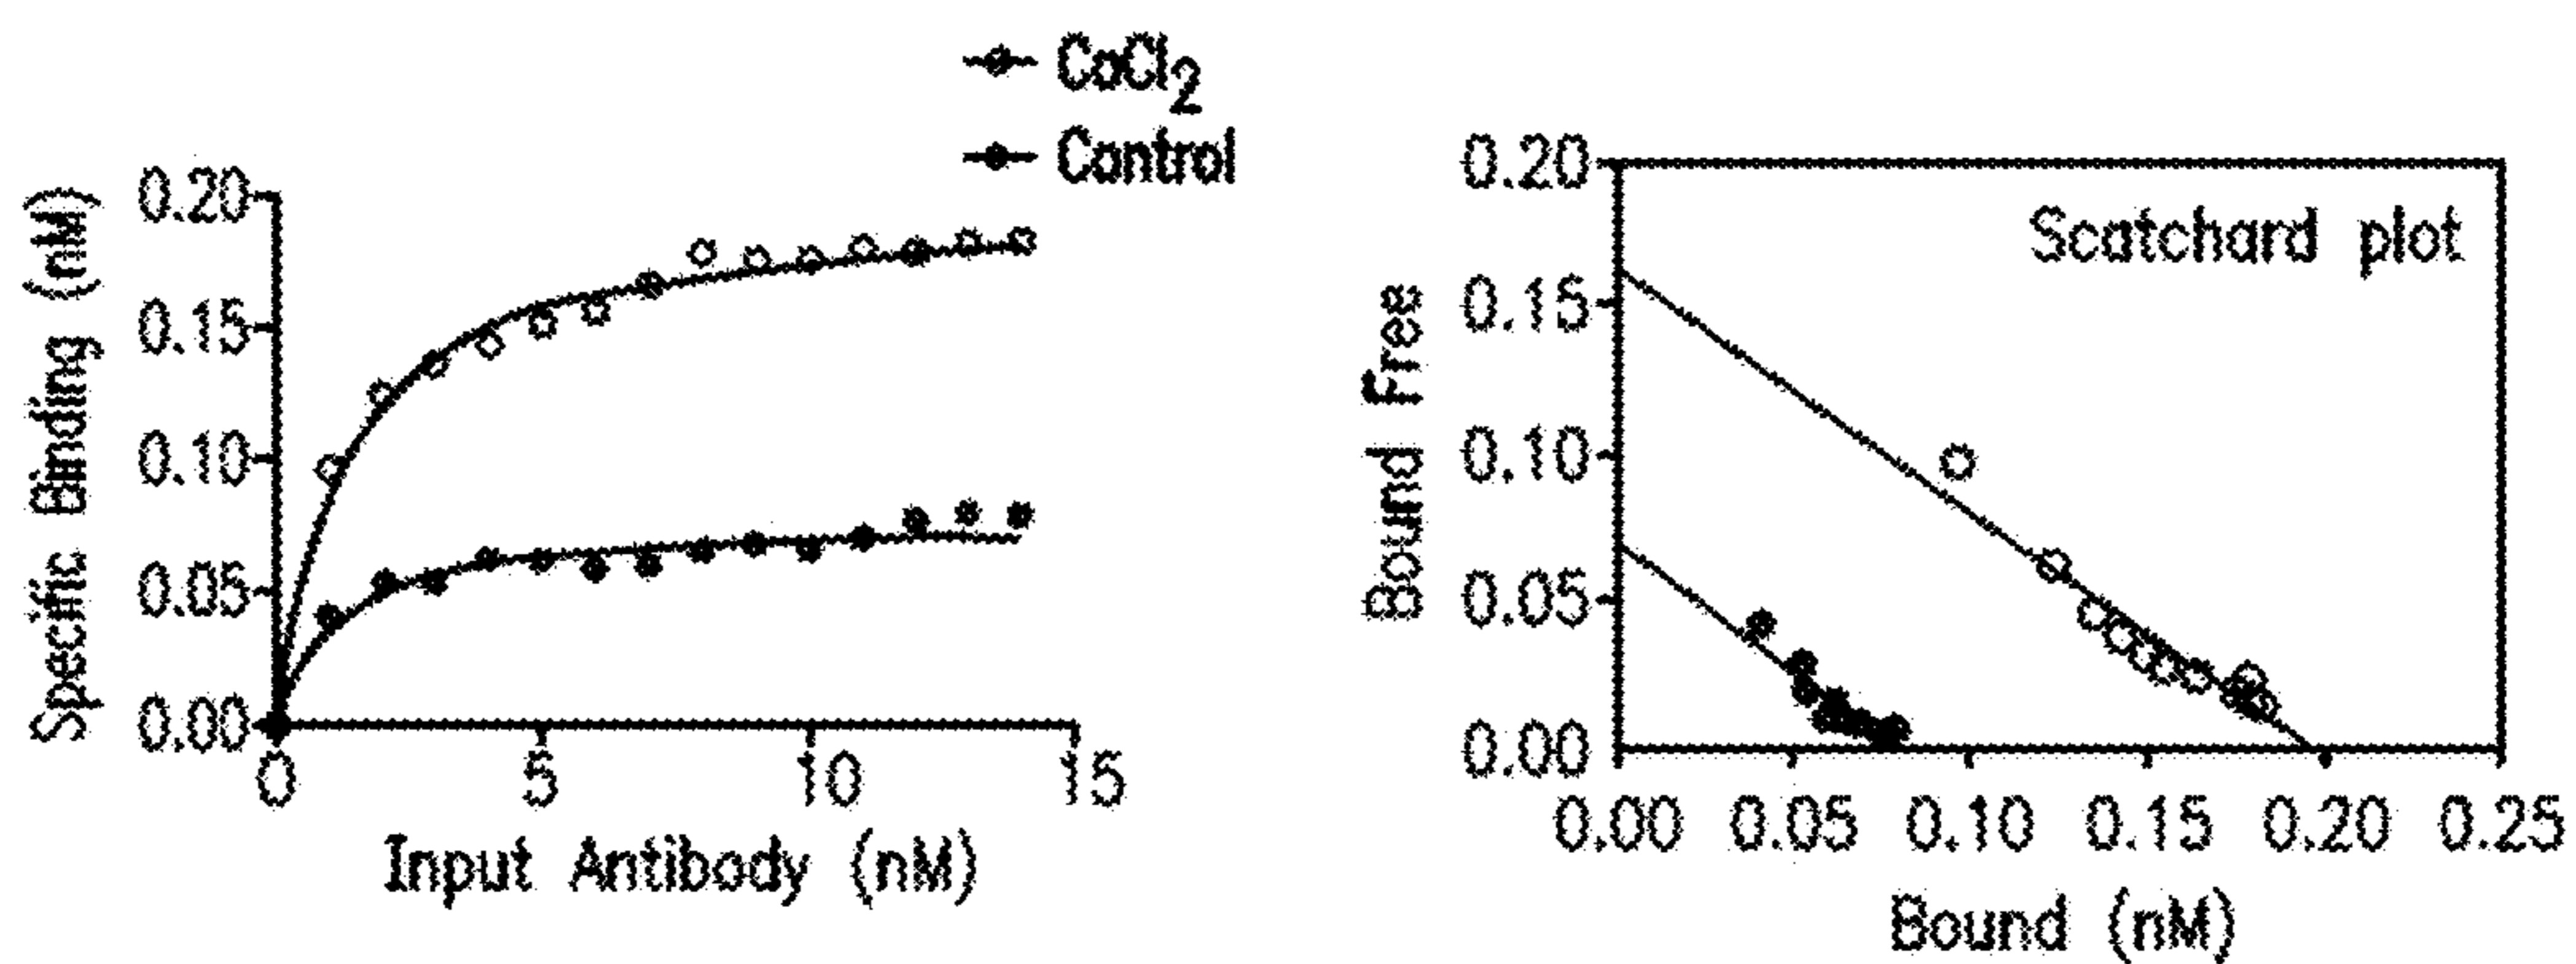 CaCl2
Control
0.20
0.15
0.10
0.05
0.00
Specific Binding (nM)
0 5 10 15
Input Antibody (nM)
Scatchard plot
0.20
0.15
0.10
0.05
0.00
Bound Free
0.00 0.05 0.10 0.15 0.20 0.25
Bound (nM)